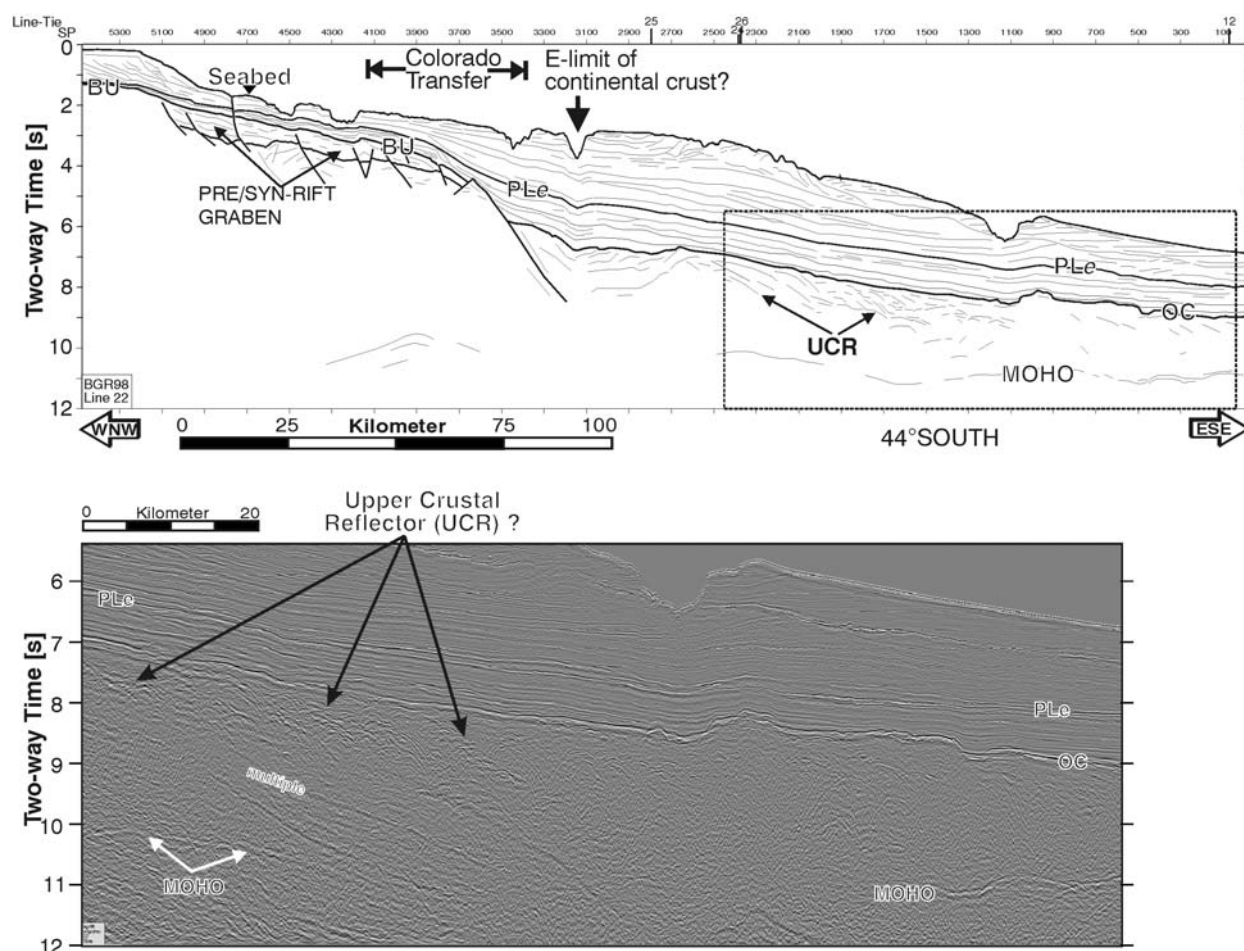 Line-Tie 25 26 12
SP 5300 5100 4900 4700 4500 4300 4100 3900 3700 3500 3300 3100 2900 2700 2500 2300 2100 1900 1700 1500 1300 1100 900 700 500 300 100
Colorado
Transfer
E-limit of
continental crust?
Seabed
BU
BU
PRE/SYN-RIFT
GRABEN
PLe
PLe
OC
UCR
MOHO
Two-way Time [s]
0
2
4
6
8
10
12
BGR98
Line 22
WNW
0 25 Kilometer 75 100
44°SOUTH
ESE
Upper Crustal
Reflector (UCR) ?
0 Kilometer 20
Two-way Time [s]
6
7
8
9
10
11
12
PLe
PLe
OC
multiple
MOHO
MOHO